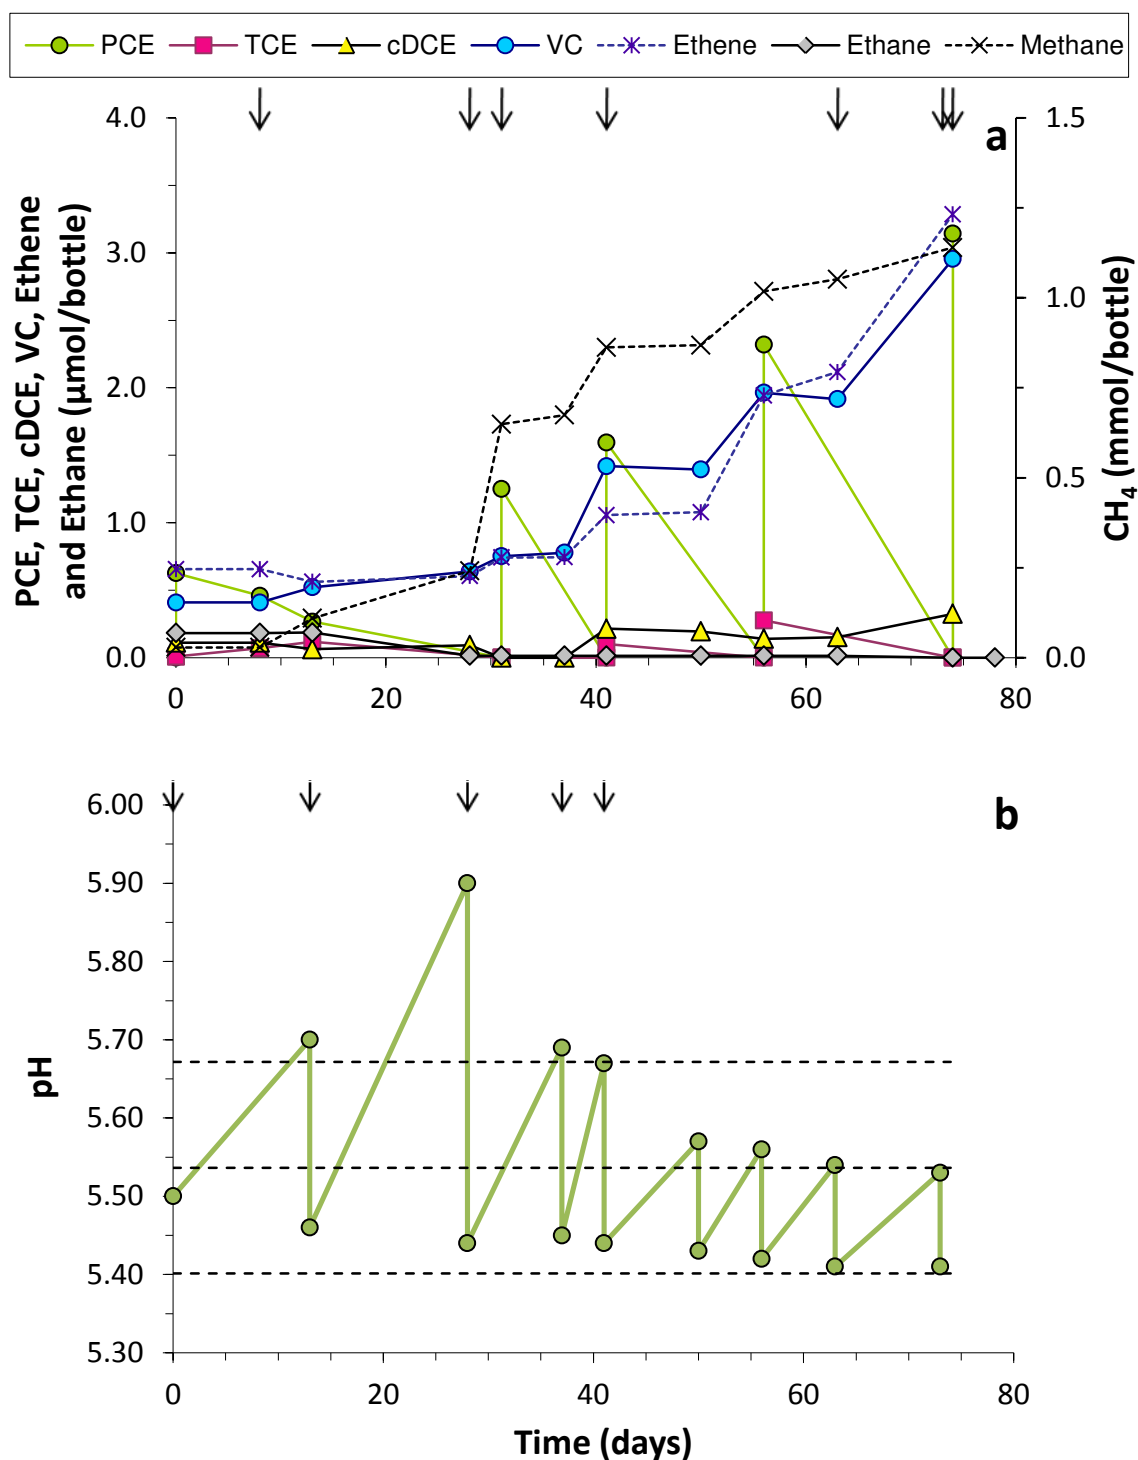 PCE TCE cDCE VC Ethene Ethane Methane
a
4.0
3.0
2.0
1.0
0.0
0 20 40 60 80
1.5
1.0
0.5
0.0
PCE, TCE, cDCE, VC, Ethene
and Ethane (µmol/bottle)
CH4 (mmol/bottle)
b
6.00
5.90
5.80
5.70
5.60
5.50
5.40
5.30
0 20 40 60 80
pH
Time (days)